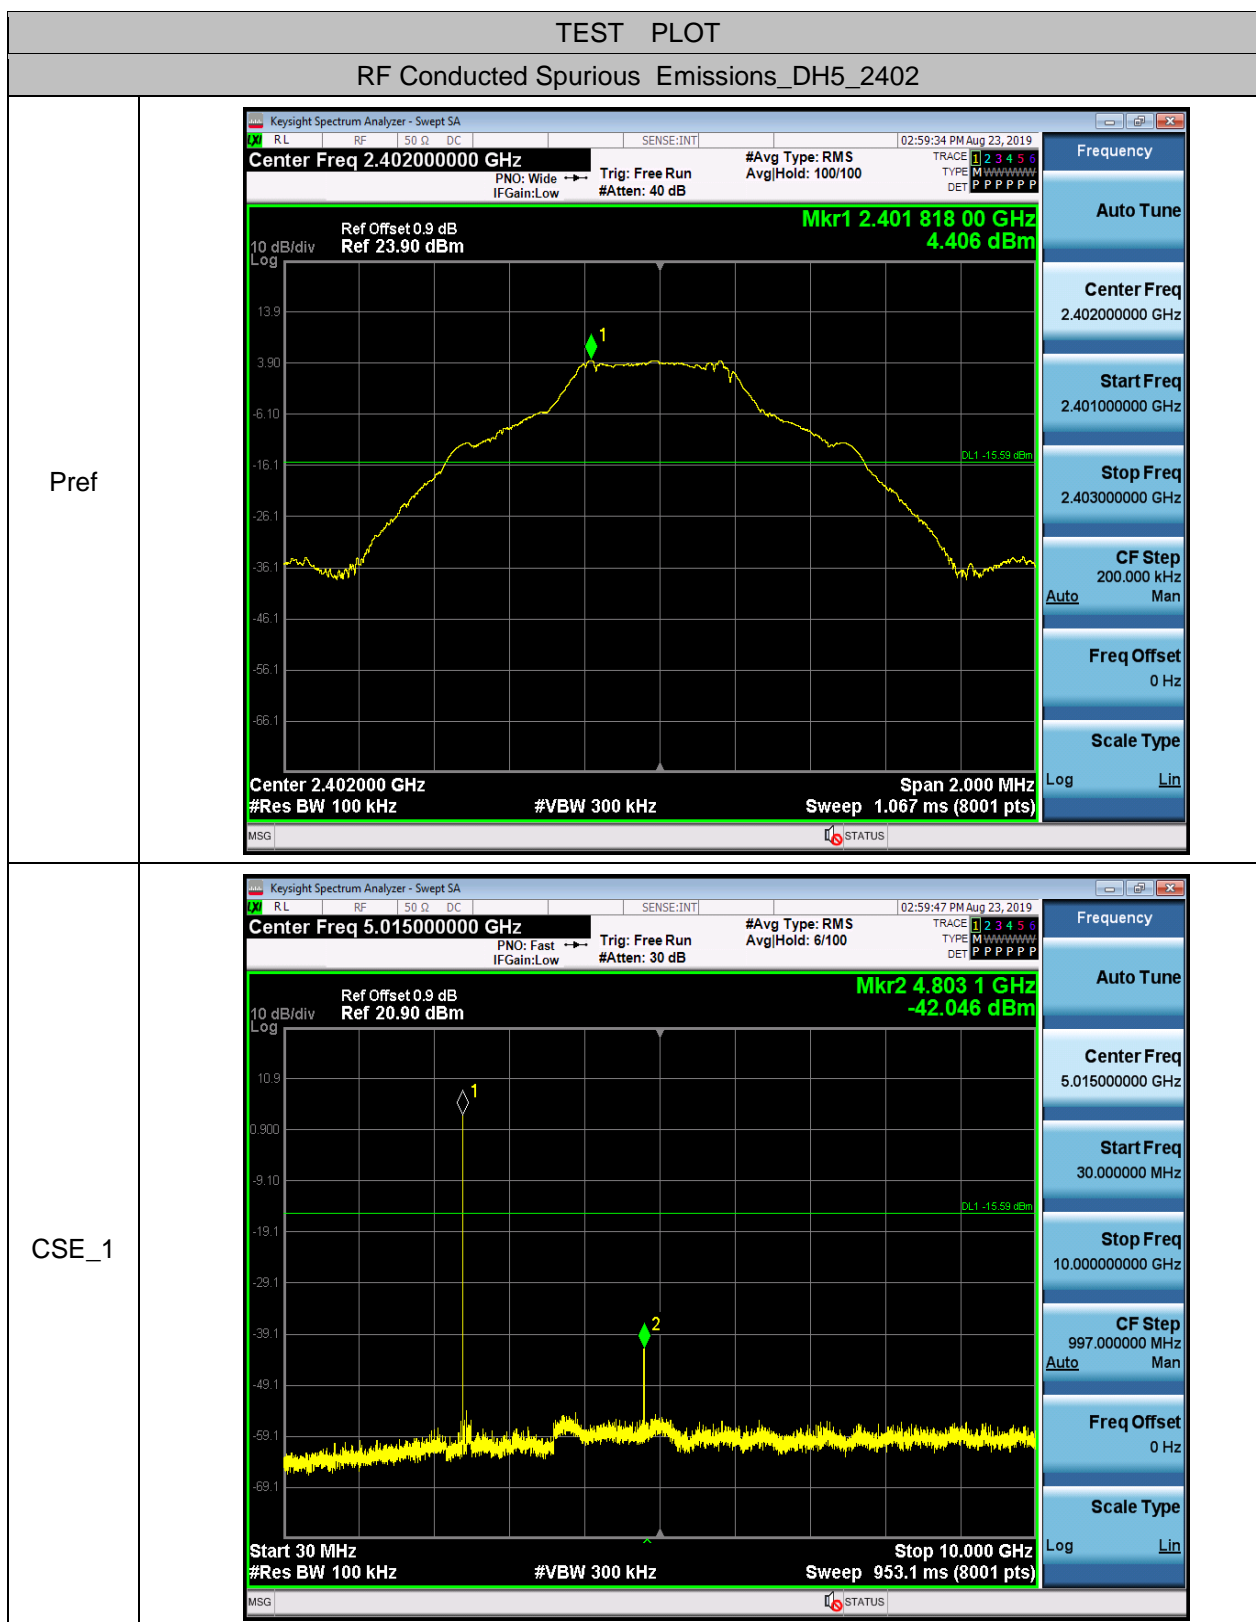 TEST PLOT
RF Conducted Spurious Emissions_DH5_2402
Pref
Keysight Spectrum Analyzer - Swept SA
LXI RL RF 50 Ω DC SENSE:INT 02:59:34 PM Aug 23, 2019
Center Freq 2.402000000 GHz
PNO: Wide
IFGain:Low
Trig: Free Run
#Atten: 40 dB
#Avg Type: RMS
Avg|Hold: 100/100
TRACE 1 2 3 4 5 6
TYPE M W W W W W
DET P P P P P P
Ref Offset 0.9 dB
10 dB/div Ref 23.90 dBm
Log
Mkr1 2.401 818 00 GHz
4.406 dBm
13.9
3.90
-6.10
-16.1
-26.1
-36.1
-46.1
-56.1
-66.1
1
DL1 -15.59 dBm
Center 2.402000 GHz Span 2.000 MHz
#Res BW 100 kHz #VBW 300 kHz Sweep 1.067 ms (8001 pts)
MSG STATUS
Frequency
Auto Tune
Center Freq
2.402000000 GHz
Start Freq
2.401000000 GHz
Stop Freq
2.403000000 GHz
CF Step
200.000 kHz
Auto Man
Freq Offset
0 Hz
Scale Type
Log Lin
CSE_1
Keysight Spectrum Analyzer - Swept SA
LXI RL RF 50 Ω DC SENSE:INT 02:59:47 PM Aug 23, 2019
Center Freq 5.015000000 GHz
PNO: Fast
IFGain:Low
Trig: Free Run
#Atten: 30 dB
#Avg Type: RMS
Avg|Hold: 6/100
TRACE 1 2 3 4 5 6
TYPE M W W W W W
DET P P P P P P
Ref Offset 0.9 dB
10 dB/div Ref 20.90 dBm
Log
Mkr2 4.803 1 GHz
-42.046 dBm
10.9
0.900
-9.10
-19.1
-29.1
-39.1
-49.1
-59.1
-69.1
1
2
DL1 -15.59 dBm
Start 30 MHz Stop 10.000 GHz
#Res BW 100 kHz #VBW 300 kHz Sweep 953.1 ms (8001 pts)
MSG STATUS
Frequency
Auto Tune
Center Freq
5.015000000 GHz
Start Freq
30.000000 MHz
Stop Freq
10.000000000 GHz
CF Step
997.000000 MHz
Auto Man
Freq Offset
0 Hz
Scale Type
Log Lin